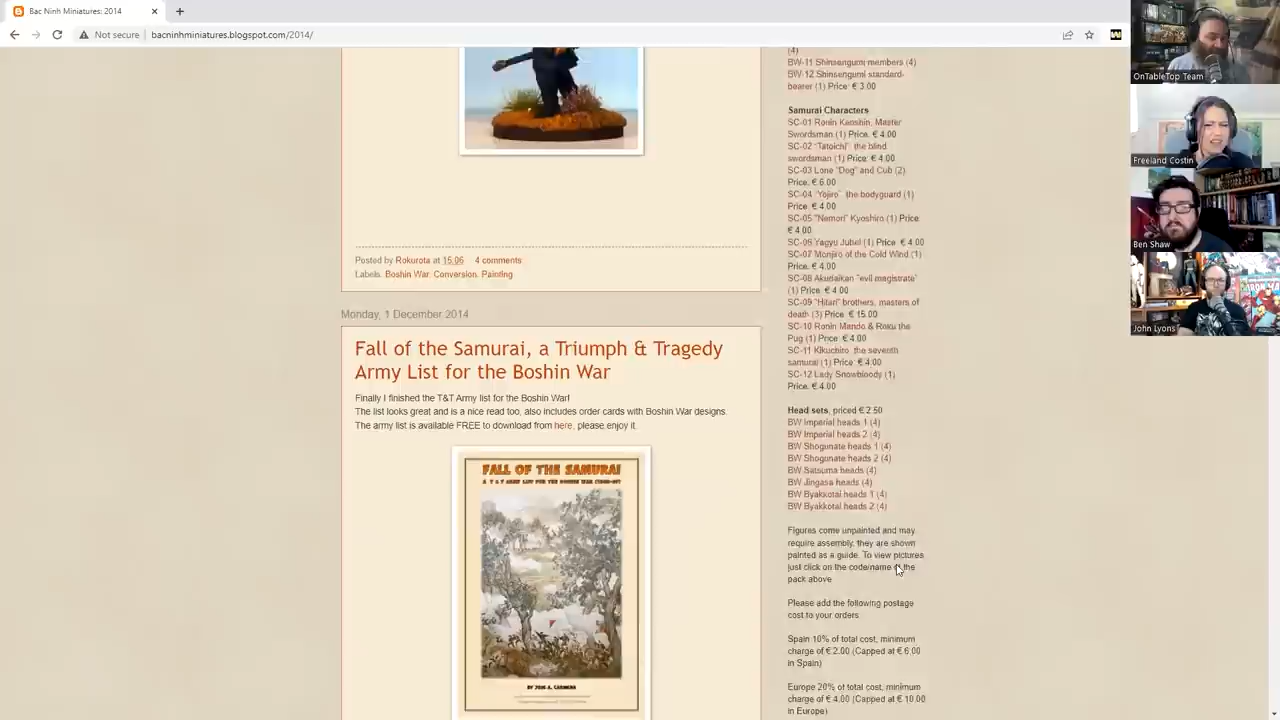 Bac Ninh Miniatures: 2014
Not secure
bacninhminiatures.blogspot.com/2014/
Posted by Rokurota at 15:06 4 comments
Labels: Boshin War, Conversion, Painting
Monday, 1 December 2014
Fall of the Samurai, a Triumph & Tragedy
Army List for the Boshin War
Finally I finished the T&T Army list for the Boshin War!
The list looks great and is a nice read too, also includes order cards with Boshin War designs.
The army list is available FREE to download from here, please enjoy it.
FALL OF THE SAMURAI
A T & T ARMY LIST FOR THE BOSHIN WAR
(4)
BW-11 Shinsengumi members (4)
BW-12 Shinsengumi standard-
bearer (1) Price: € 3.00
Samurai Characters
SC-01 Ronin Kenshin, Master
Swordsman (1) Price: € 4.00
SC-02 "Tatoichi" the blind
swordsman (1) Price: € 4.00
SC-03 Lone "Dog" and Cub (2)
Price: € 6.00
SC-04 "Yojiro" the bodyguard (1)
Price: € 4.00
SC-05 "Nemori" Kyoshiro (1) Price:
€ 4.00
SC-06 Yagyu Jubei (1) Price: € 4.00
SC-07 Monjiro of the Cold Wind (1)
Price: € 4.00
SC-08 Akudaikan "evil magistrate"
(1) Price: € 4.00
SC-09 "Hitari" brothers, masters of
death (3) Price: € 15.00
SC-10 Ronin Mando & Roku the
Pug (1) Price: € 4.00
SC-11 Kikuchiro the seventh
samurai (1) Price: € 4.00
SC-12 Lady Snowbloody (1)
Price: € 4.00
Head sets, priced € 2.50
BW Imperial heads 1 (4)
BW Imperial heads 2 (4)
BW Shogunate heads 1 (4)
BW Shogunate heads 2 (4)
BW Satsuma heads (4)
BW Jingasa heads (4)
BW Byakkotai heads 1 (4)
BW Byakkotai heads 2 (4)
Figures come unpainted and may
require assembly, they are shown
painted as a guide. To view pictures
just click on the code/name of the
pack above
Please add the following postage
cost to your orders
Spain 10% of total cost, minimum
charge of € 2.00 (Capped at € 6.00
in Spain)
Europe 20% of total cost, minimum
charge of € 4.00 (Capped at € 10.00
in Europe)
OnTableTop Team
Freeland Costin
Ben Shaw
John Lyons